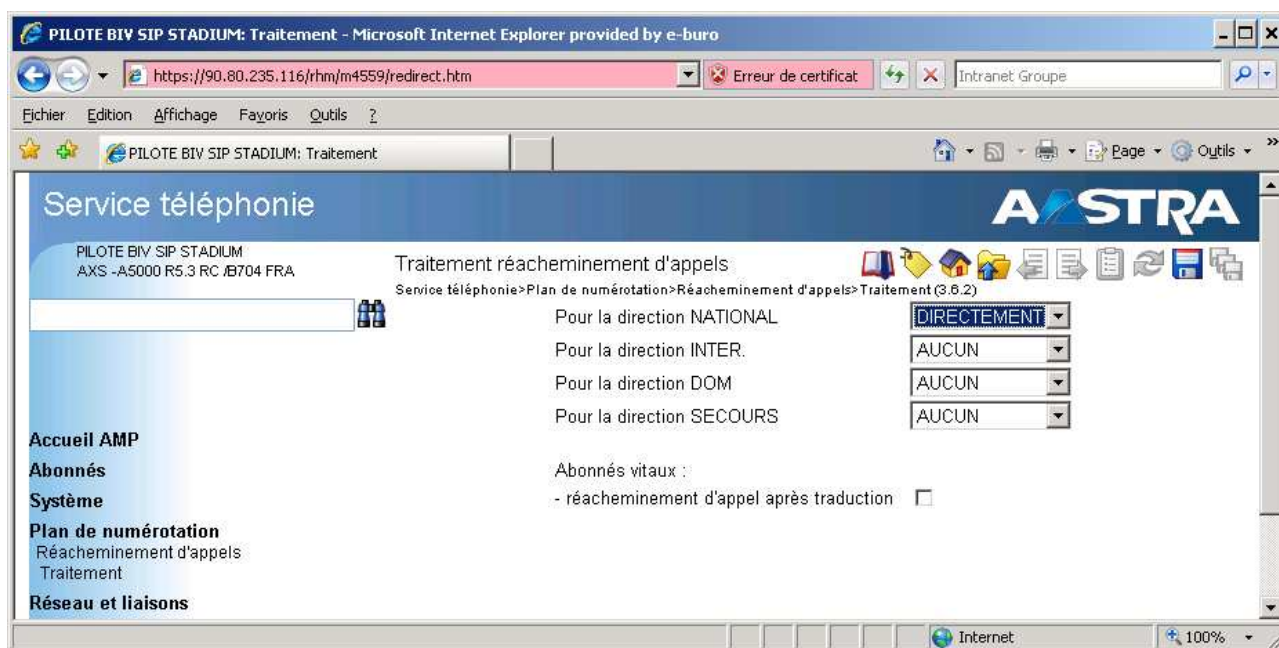 PILOTE BIV SIP STADIUM: Traitement - Microsoft Internet Explorer provided by e-buro
https://90.80.235.116/rhm/m4559/redirect.htm
Erreur de certificat
Intranet Groupe
Fichier Edition Affichage Favoris Outils ?
PILOTE BIV SIP STADIUM: Traitement
Page
Outils
Service téléphonie
AASTRA
PILOTE BIV SIP STADIUM
AXS -A5000 R5.3 RC /B704 FRA
Traitement réacheminement d'appels
Service téléphonie>Plan de numérotation>Réacheminement d'appels>Traitement (3.6.2)
Pour la direction NATIONAL DIRECTEMENT
Pour la direction INTER. AUCUN
Pour la direction DOM AUCUN
Pour la direction SECOURS AUCUN
Accueil AMP
Abonnés
Système
Plan de numérotation
Réacheminement d'appels
Traitement
Réseau et liaisons
Abonnés vitaux :
- réacheminement d'appel après traduction
Internet
100%